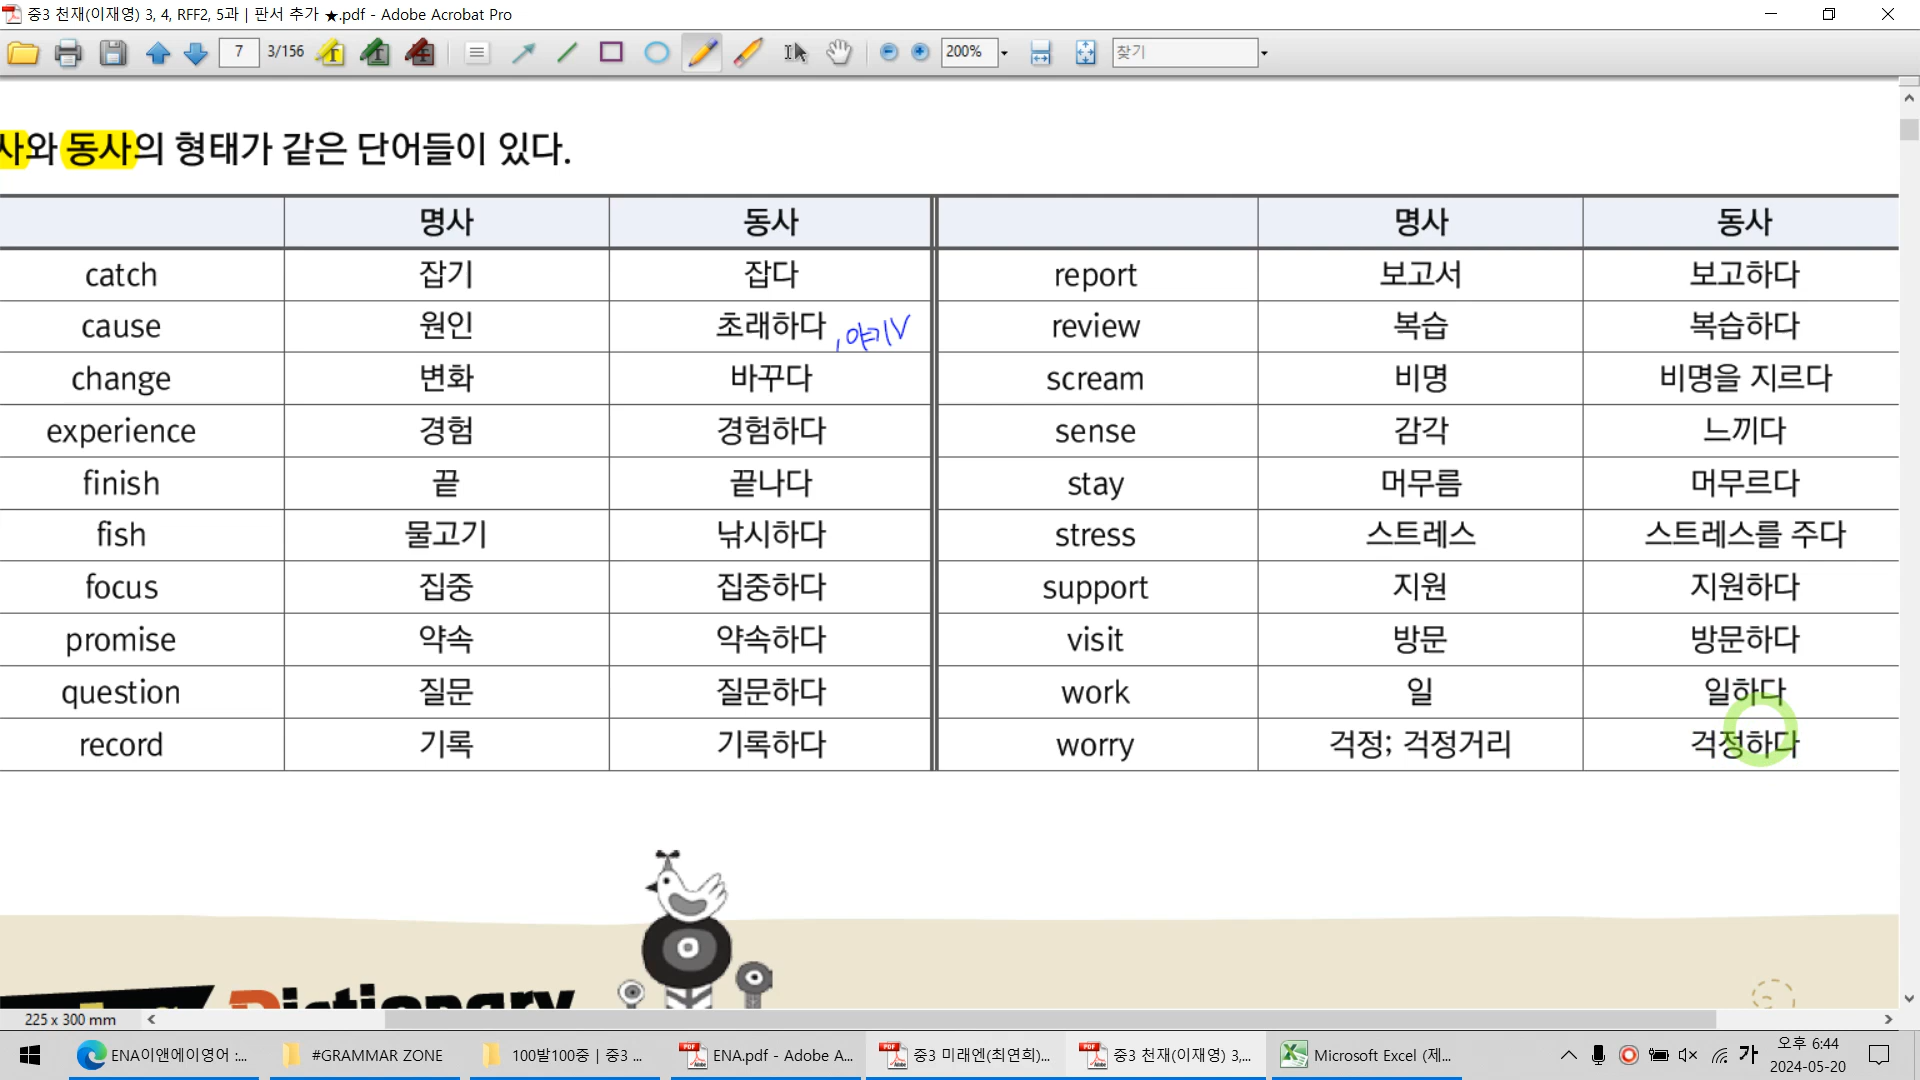 중3 천재(이재영) 3, 4, RFF2, 5과 | 판서 추가 ★.pdf - Adobe Acrobat Pro
7 3/156 200% 찾기
사와 동사의 형태가 같은 단어들이 있다.
명사 동사 명사 동사
catch 잡기 잡다 report 보고서 보고하다
cause 원인 초래하다 , 야기V review 복습 복습하다
change 변화 바꾸다 scream 비명 비명을 지르다
experience 경험 경험하다 sense 감각 느끼다
finish 끝 끝나다 stay 머무름 머무르다
fish 물고기 낚시하다 stress 스트레스 스트레스를 주다
focus 집중 집중하다 support 지원 지원하다
promise 약속 약속하다 visit 방문 방문하다
question 질문 질문하다 work 일 일하다
record 기록 기록하다 worry 걱정; 걱정거리 걱정하다
Dictionary
225 x 300 mm
ENA이앤에이영어 :... #GRAMMAR ZONE 100발100중 | 중3 ... ENA.pdf - Adobe A... 중3 미래엔(최연희)... 중3 천재(이재영) 3,... Microsoft Excel (제... 가 오후 6:44
2024-05-20